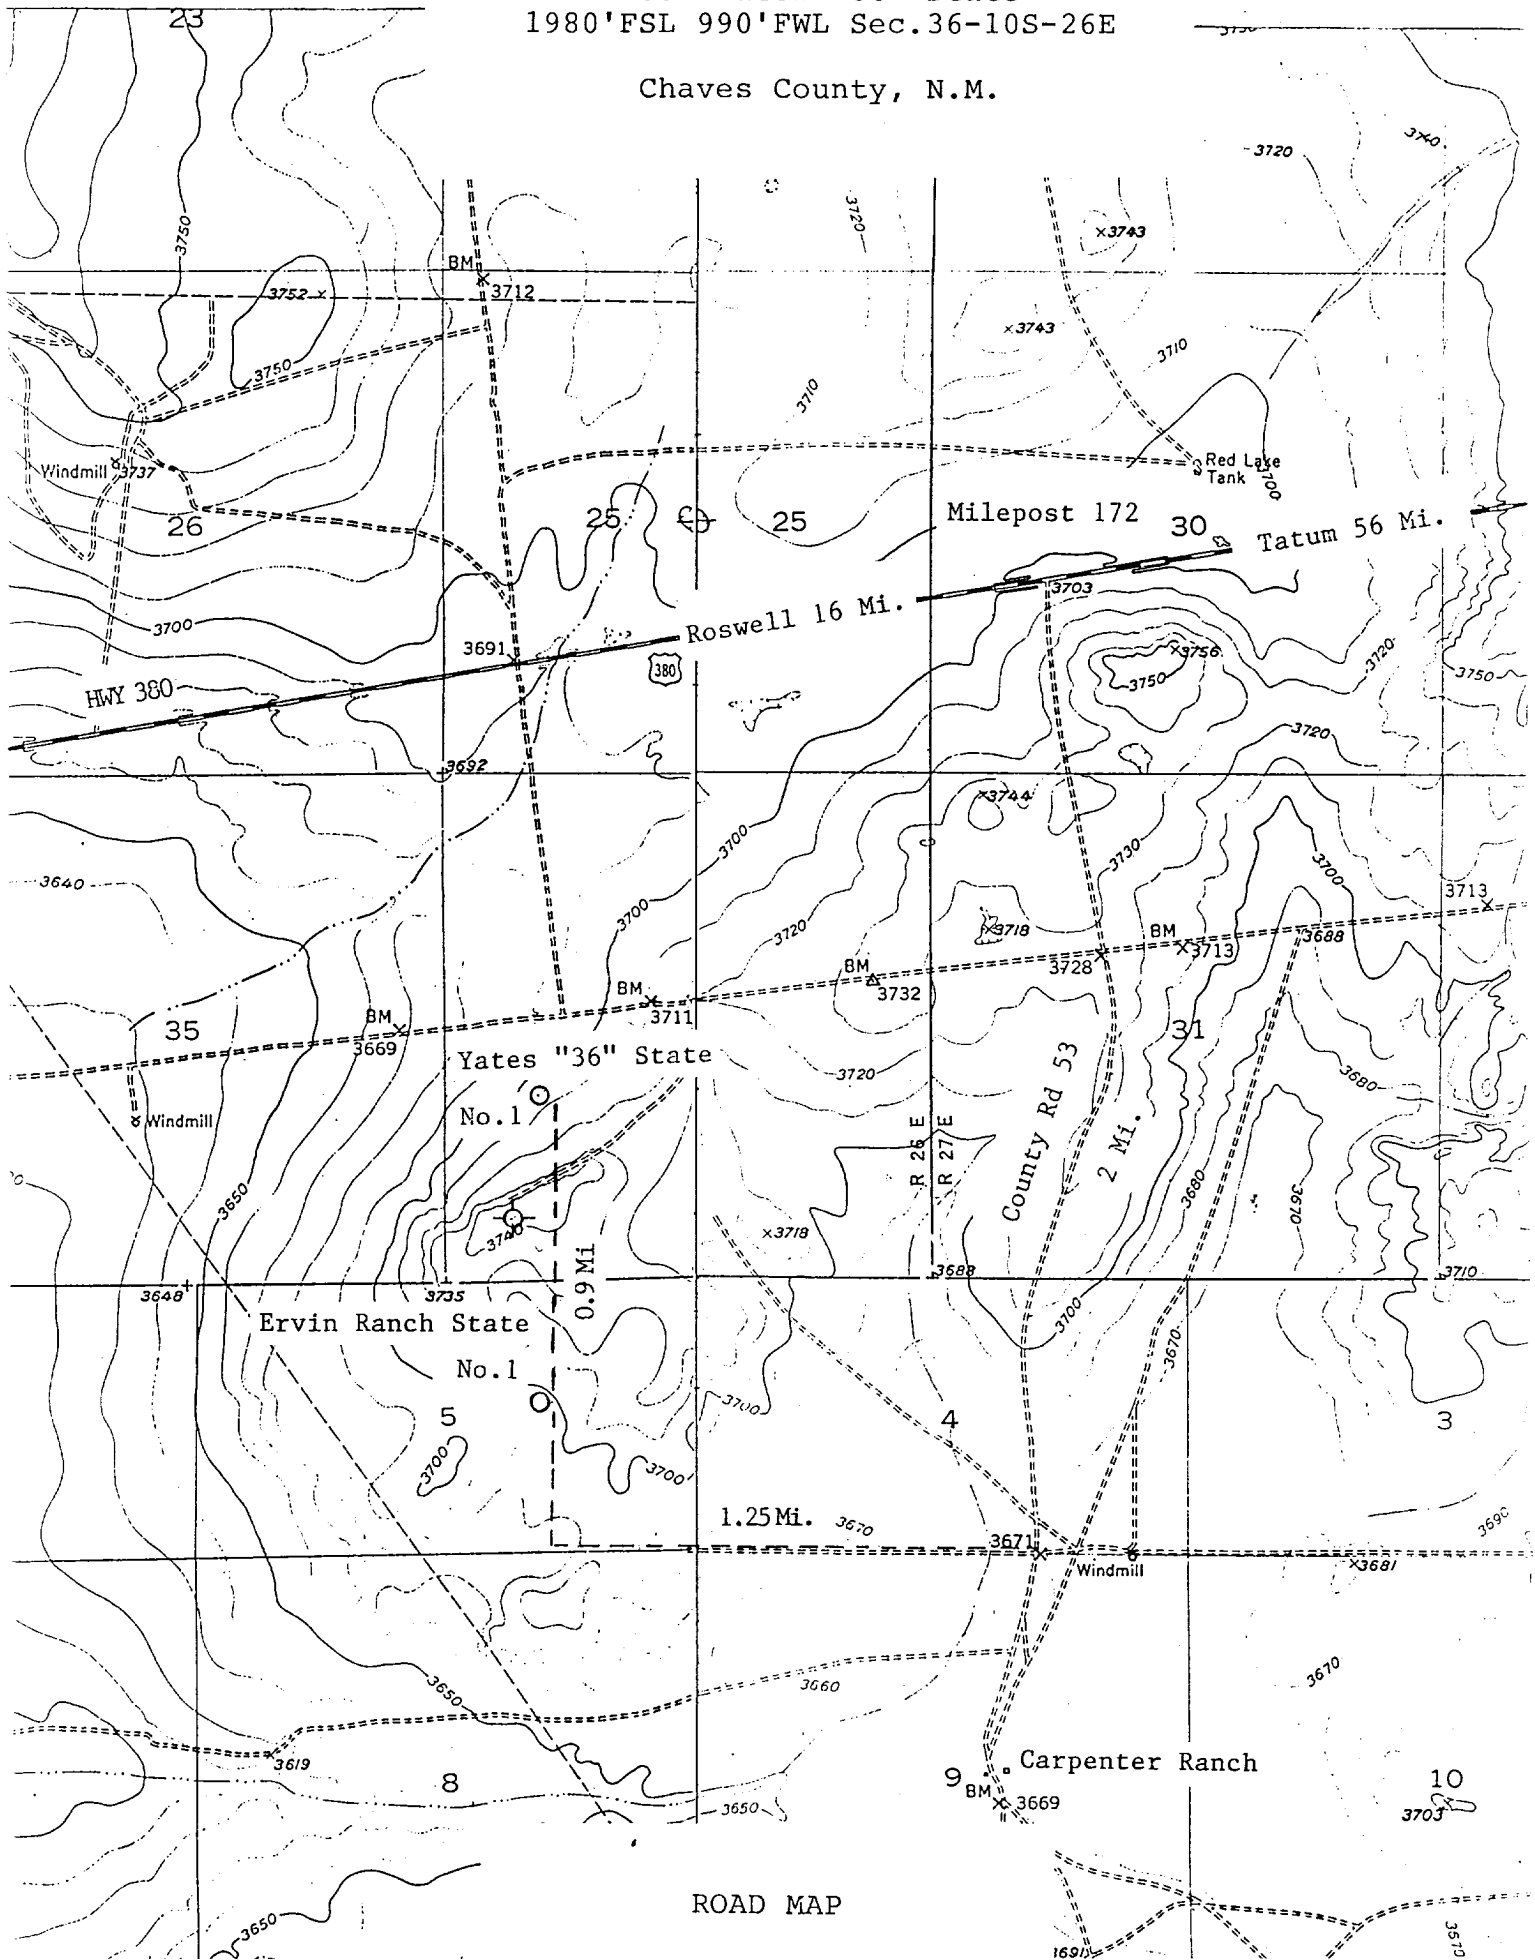 23
1980'FSL 990'FWL Sec.36-10S-26E
Chaves County, N.M.
3720
3740
3750
3720
3743
BM
3752
3712
3743
3710
3750
3710
Windmill 3737
Red Lake
Tank
3700
26
25
25
Milepost 172
30
Tatum 56 Mi.
3703
3700
Roswell 16 Mi.
3691
380
3756
3720
3750
3750
HWY 380
3720
3692
3744
3700
3730
3700
3640
3713
3700
3720
3718
BM
3713
3688
3728
BM
3732
BM
3711
35
BM
3669
31
Yates "36" State
No.1
3720
County Rd 53
2 Mi.
3680
Windmill
R 26 E
R 27 E
3650
3680
3670
3740
3718
0.9 Mi
3648
3735
3688
3710
Ervin Ranch State
No.1
3700
3670
3700
5
4
3
3700
3700
1.25 Mi.
3670
3671
3690
Windmill
3681
3650
3660
3670
3619
Carpenter Ranch
8
9
BM
3669
10
3703
3650
ROAD MAP
3650
3691
3670